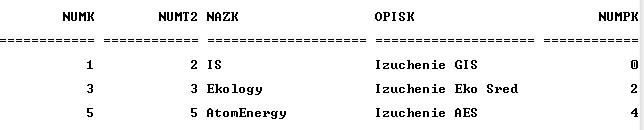 NUMK NUMT2 NAZK OPISK NUMPK
============ ============ ==================== ==================== ============
1 2 IS Izuchenie GIS 0
3 3 Ekology Izuchenie Eko Sred 2
5 5 AtomEnergy Izuchenie AES 4